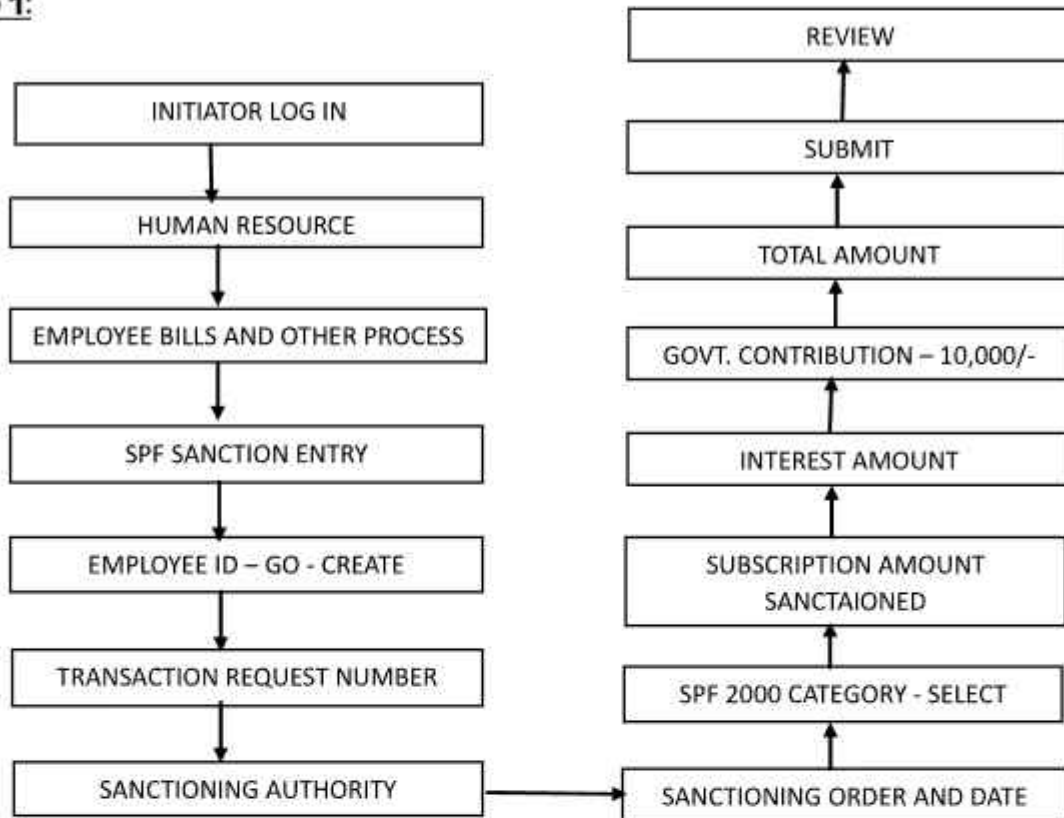 1:
INITIATOR LOG IN
HUMAN RESOURCE
EMPLOYEE BILLS AND OTHER PROCESS
SPF SANCTION ENTRY
EMPLOYEE ID – GO - CREATE
TRANSACTION REQUEST NUMBER
SANCTIONING AUTHORITY
SANCTIONING ORDER AND DATE
SPF 2000 CATEGORY - SELECT
SUBSCRIPTION AMOUNT
SANCTAIONED
INTEREST AMOUNT
GOVT. CONTRIBUTION – 10,000/-
TOTAL AMOUNT
SUBMIT
REVIEW